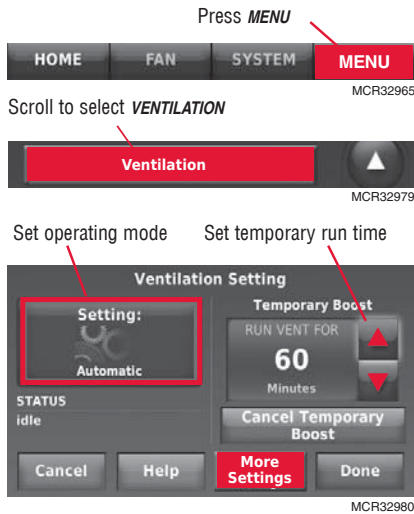 Press MENU
HOME FAN SYSTEM MENU
MCR32965
Scroll to select VENTILATION
Ventilation
MCR32979
Set operating mode Set temporary run time
Ventilation Setting
Setting:
Automatic
STATUS
idle
Temporary Boost
RUN VENT FOR
60
Minutes
Cancel Temporary
Boost
Cancel Help More Settings Done
MCR32980